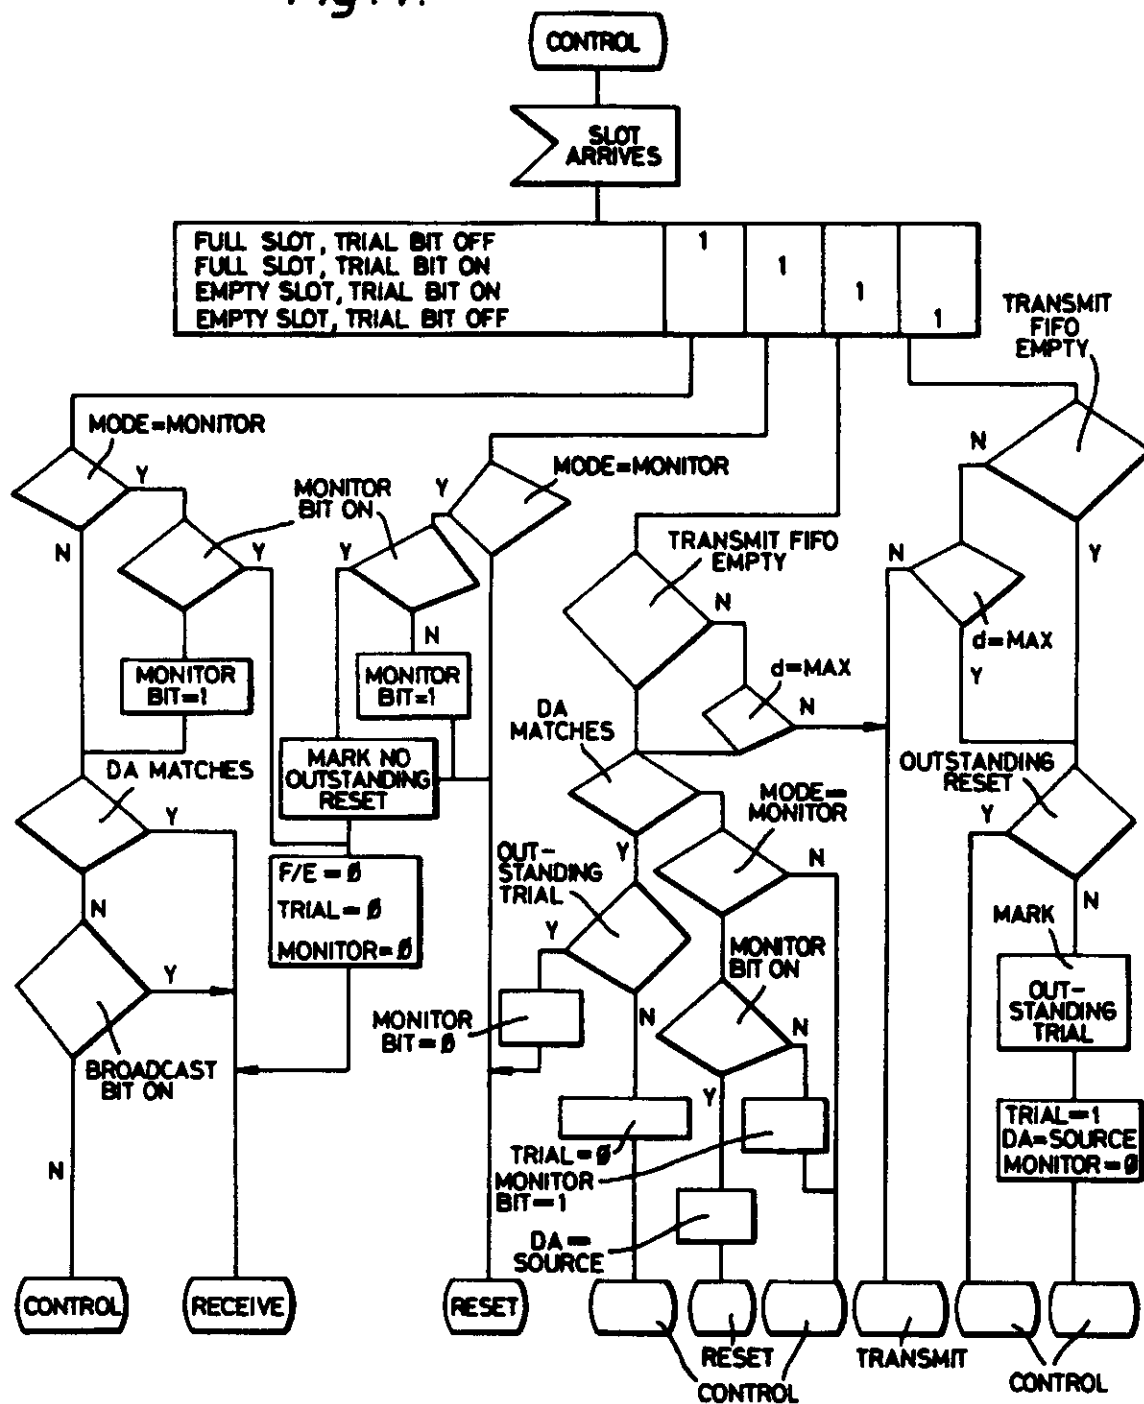 Fig. 17.
CONTROL
SLOT
ARRIVES
FULL SLOT, TRIAL BIT OFF 1
FULL SLOT, TRIAL BIT ON 1
EMPTY SLOT, TRIAL BIT ON 1
EMPTY SLOT, TRIAL BIT OFF 1
TRANSMIT
FIFO
EMPTY
MODE=MONITOR
Y
N
MONITOR
BIT ON
Y
MONITOR
BIT=1
MODE=MONITOR
Y
Y
N
MONITOR
BIT=1
MARK NO
OUTSTANDING
RESET
TRANSMIT FIFO
EMPTY
N
d=MAX
N
N
Y
N
d=MAX
Y
DA MATCHES
Y
N
F/E=Ø
TRIAL=Ø
MONITOR=Ø
Y
BROADCAST
BIT ON
N
DA
MATCHES
Y
MODE=
MONITOR
N
OUT-
STANDING
TRIAL
Y
N
MONITOR
BIT=Ø
MONITOR
BIT ON
N
Y
TRIAL=Ø
MONITOR
BIT=1
DA=
SOURCE
OUTSTANDING
RESET
Y
N
MARK
OUT-
STANDING
TRIAL
TRIAL=1
DA=SOURCE
MONITOR=Ø
CONTROL
RECEIVE
RESET
RESET
CONTROL
TRANSMIT
CONTROL